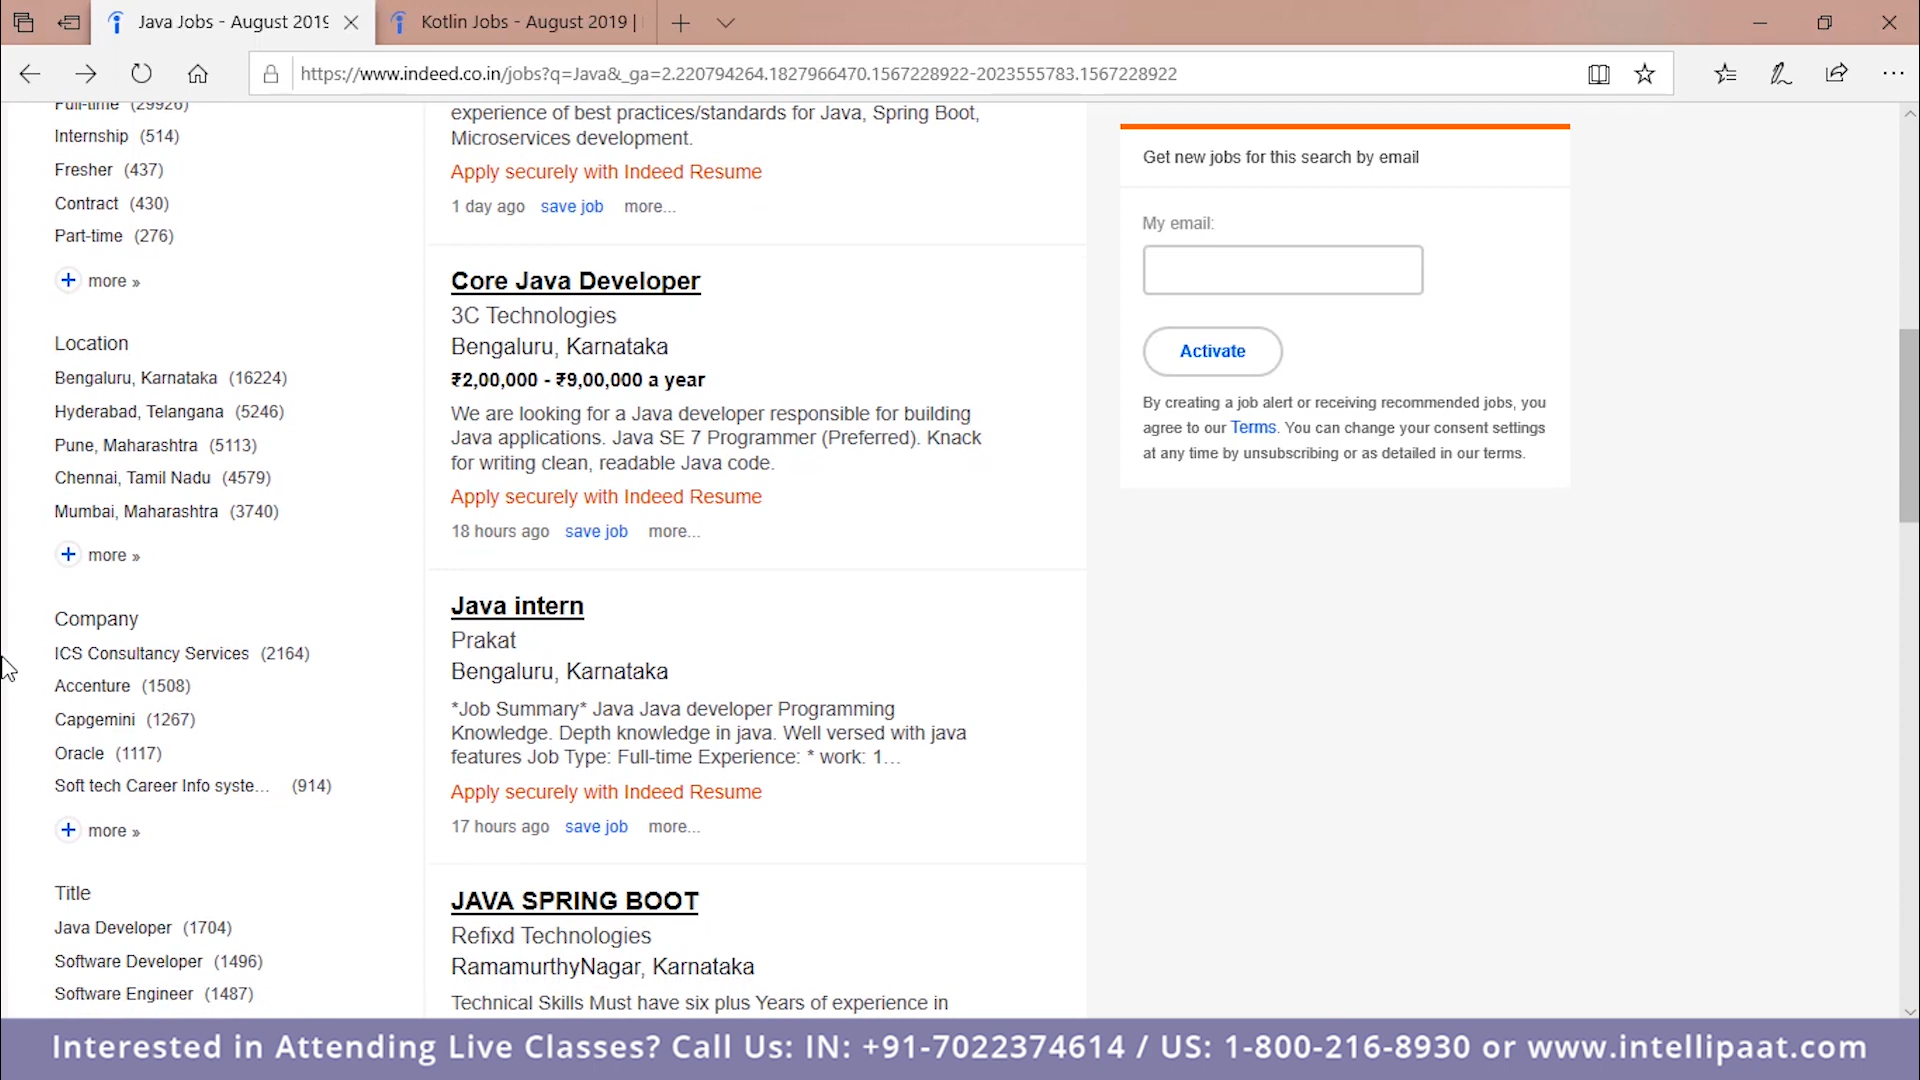 Java Jobs - August 2019
Kotlin Jobs - August 2019 |
https://www.indeed.co.in/jobs?q=Java&_ga=2.220794264.1827966470.1567228922-2023555783.1567228922
Full-time (29926)
Internship (514)
Fresher (437)
Contract (430)
Part-time (276)
more »
Location
Bengaluru, Karnataka (16224)
Hyderabad, Telangana (5246)
Pune, Maharashtra (5113)
Chennai, Tamil Nadu (4579)
Mumbai, Maharashtra (3740)
more »
Company
ICS Consultancy Services (2164)
Accenture (1508)
Capgemini (1267)
Oracle (1117)
Soft tech Career Info syste... (914)
more »
Title
Java Developer (1704)
Software Developer (1496)
Software Engineer (1487)
experience of best practices/standards for Java, Spring Boot,
Microservices development.
Apply securely with Indeed Resume
1 day ago save job more...
Core Java Developer
3C Technologies
Bengaluru, Karnataka
₹2,00,000 - ₹9,00,000 a year
We are looking for a Java developer responsible for building
Java applications. Java SE 7 Programmer (Preferred). Knack
for writing clean, readable Java code.
Apply securely with Indeed Resume
18 hours ago save job more...
Java intern
Prakat
Bengaluru, Karnataka
*Job Summary* Java Java developer Programming
Knowledge. Depth knowledge in java. Well versed with java
features Job Type: Full-time Experience: * work: 1...
Apply securely with Indeed Resume
17 hours ago save job more...
JAVA SPRING BOOT
Refixd Technologies
RamamurthyNagar, Karnataka
Technical Skills Must have six plus Years of experience in
Get new jobs for this search by email
My email:
Activate
By creating a job alert or receiving recommended jobs, you
agree to our Terms. You can change your consent settings
at any time by unsubscribing or as detailed in our terms.
Interested in Attending Live Classes? Call Us: IN: +91-7022374614 / US: 1-800-216-8930 or www.intellipaat.com